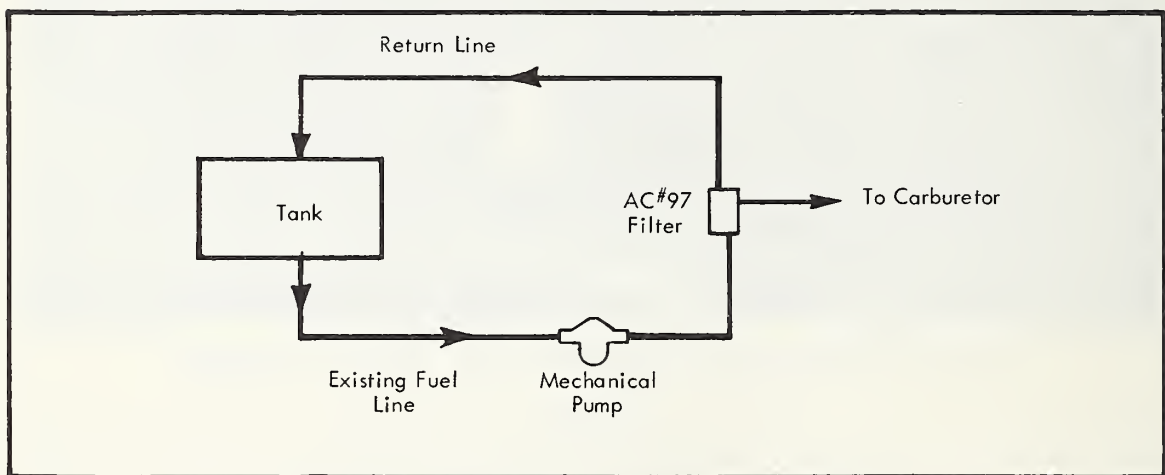 Return Line
Tank
AC#97
Filter
To Carburetor
Existing Fuel
Line
Mechanical
Pump